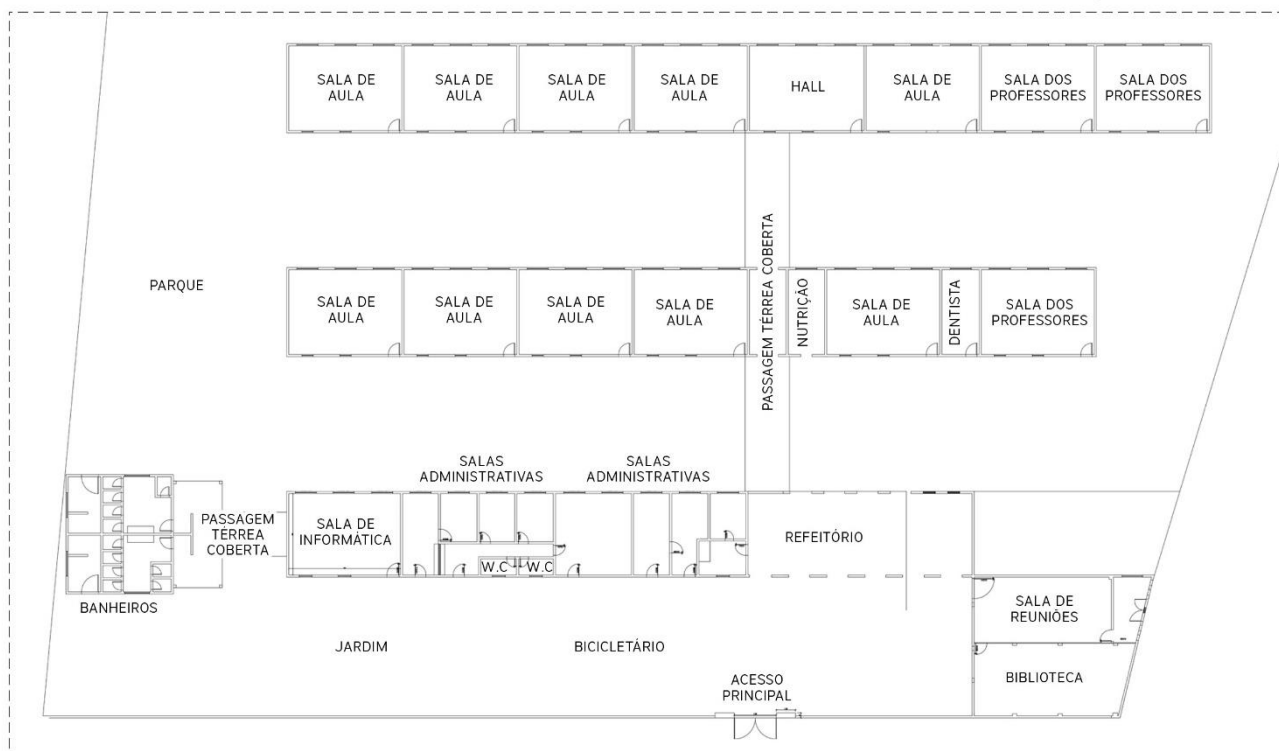 SALA DE
AULA
SALA DE
AULA
SALA DE
AULA
SALA DE
AULA
HALL
SALA DE
AULA
SALA DOS
PROFESSORES
SALA DOS
PROFESSORES
PASSAGEM TÉRREA COBERTA
PARQUE
SALA DE
AULA
SALA DE
AULA
SALA DE
AULA
SALA DE
AULA
NUTRIÇÃO
SALA DE
AULA
DENTISTA
SALA DOS
PROFESSORES
SALAS
ADMINISTRATIVAS
SALAS
ADMINISTRATIVAS
PASSAGEM
TÉRREA
COBERTA
SALA DE
INFORMÁTICA
W.C
W.C
REFEITÓRIO
BANHEIROS
SALA DE
REUNIÕES
JARDIM
BICICLETÁRIO
BIBLIOTECA
ACESSO
PRINCIPAL